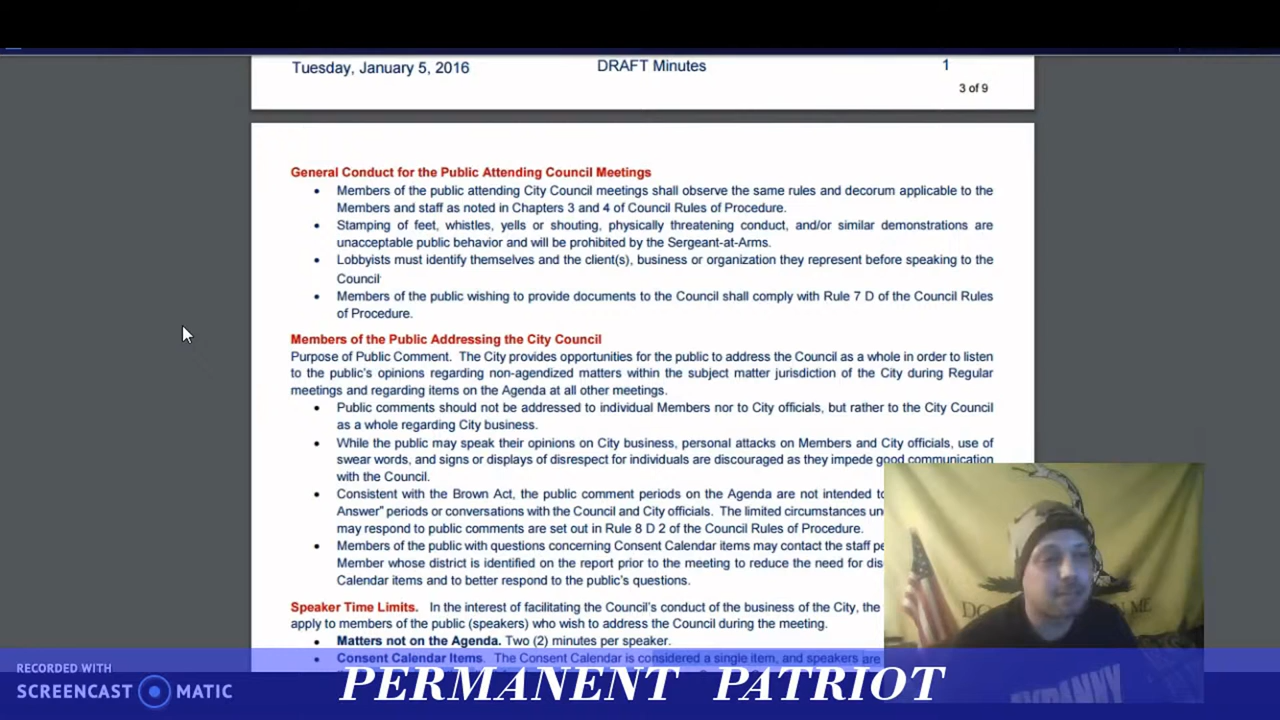 Tuesday, January 5, 2016 DRAFT Minutes 1
3 of 9
General Conduct for the Public Attending Council Meetings
• Members of the public attending City Council meetings shall observe the same rules and decorum applicable to the
Members and staff as noted in Chapters 3 and 4 of Council Rules of Procedure.
• Stamping of feet, whistles, yells or shouting, physically threatening conduct, and/or similar demonstrations are
unacceptable public behavior and will be prohibited by the Sergeant-at-Arms.
• Lobbyists must identify themselves and the client(s), business or organization they represent before speaking to the
Council
• Members of the public wishing to provide documents to the Council shall comply with Rule 7 D of the Council Rules
of Procedure.
Members of the Public Addressing the City Council
Purpose of Public Comment. The City provides opportunities for the public to address the Council as a whole in order to listen
to the public's opinions regarding non-agendized matters within the subject matter jurisdiction of the City during Regular
meetings and regarding items on the Agenda at all other meetings.
• Public comments should not be addressed to individual Members nor to City officials, but rather to the City Council
as a whole regarding City business.
• While the public may speak their opinions on City business, personal attacks on Members and City officials, use of
swear words, and signs or displays of disrespect for individuals are discouraged as they impede good communication
with the Council.
• Consistent with the Brown Act, the public comment periods on the Agenda are not intended to
Answer" periods or conversations with the Council and City officials. The limited circumstances un
may respond to public comments are set out in Rule 8 D 2 of the Council Rules of Procedure.
• Members of the public with questions concerning Consent Calendar items may contact the staff pe
Member whose district is identified on the report prior to the meeting to reduce the need for dis
Calendar items and to better respond to the public's questions.
Speaker Time Limits. In the interest of facilitating the Council's conduct of the business of the City, the
apply to members of the public (speakers) who wish to address the Council during the meeting.
• Matters not on the Agenda. Two (2) minutes per speaker.
• Consent Calendar Items. The Consent Calendar is considered a single item, and speakers are
RECORDED WITH
SCREENCAST MATIC
PERMANENT PATRIOT